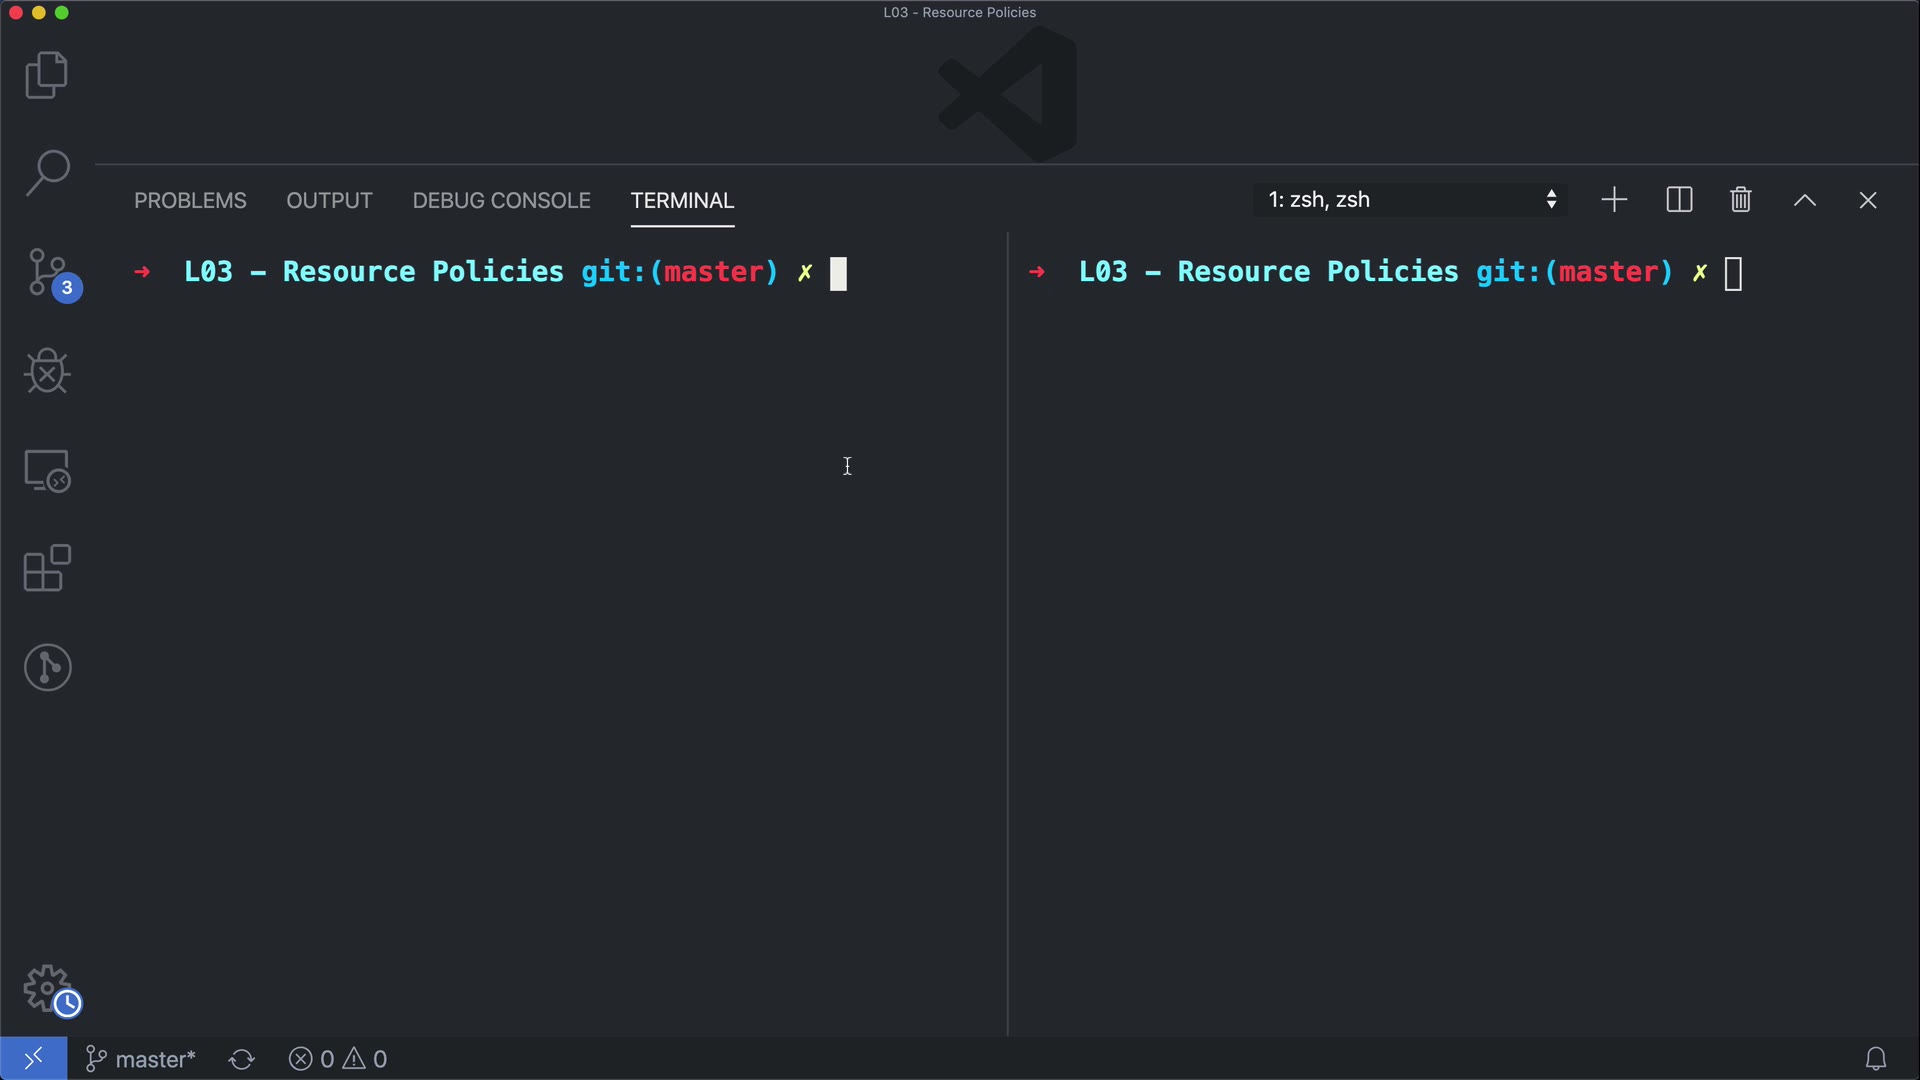 L03 - Resource Policies
PROBLEMS OUTPUT DEBUG CONSOLE TERMINAL 1: zsh, zsh
➜ L03 – Resource Policies git:(master) ✗
➜ L03 – Resource Policies git:(master) ✗
3
master* 0 0